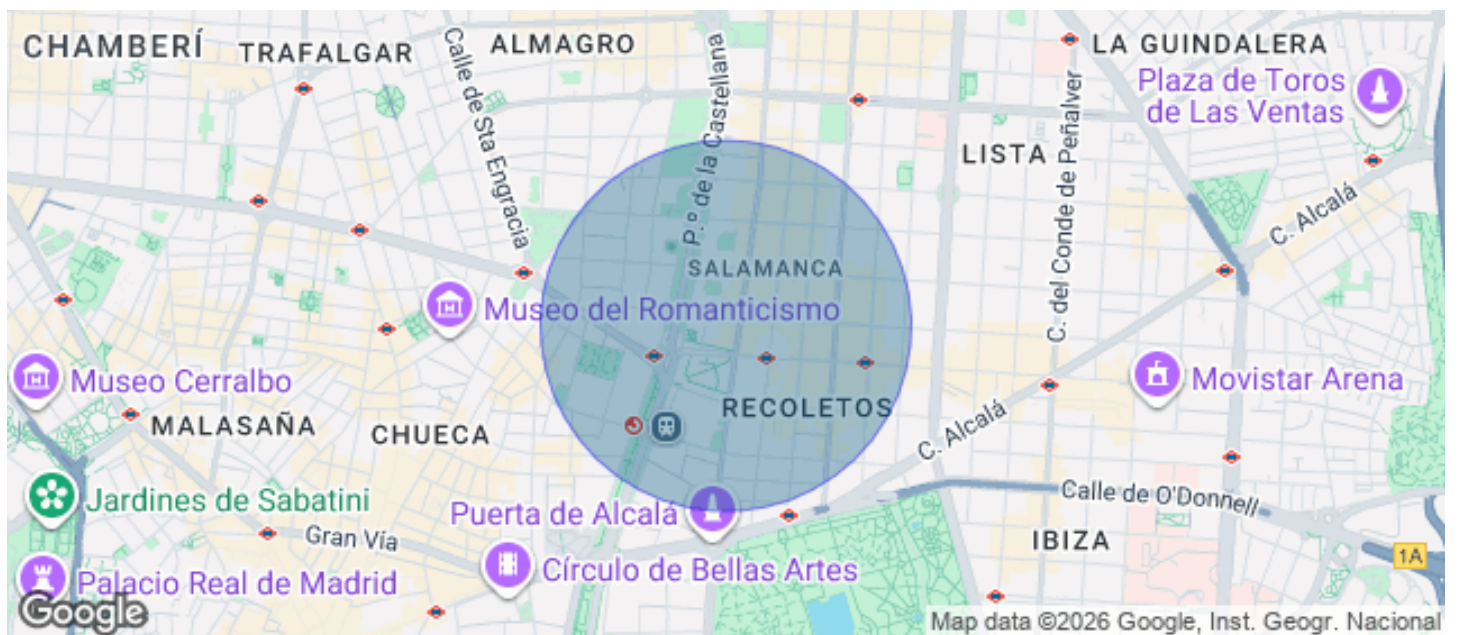 CHAMBERÍ
TRAFALGAR
ALMAGRO
LA GUINDALERA
Calle de Sta Engracia
P.º de la Castellana
C. del Conde de Peñalver
Plaza de Toros
de Las Ventas
LISTA
C. Alcalá
SALAMANCA
Museo del Romanticismo
Museo Cerralbo
Movistar Arena
MALASAÑA
CHUECA
RECOLETOS
C. Alcalá
Jardines de Sabatini
Puerta de Alcalá
Calle de O'Donnell
Gran Vía
IBIZA
1A
Círculo de Bellas Artes
Palacio Real de Madrid
Google
Map data ©2026 Google, Inst. Geogr. Nacional